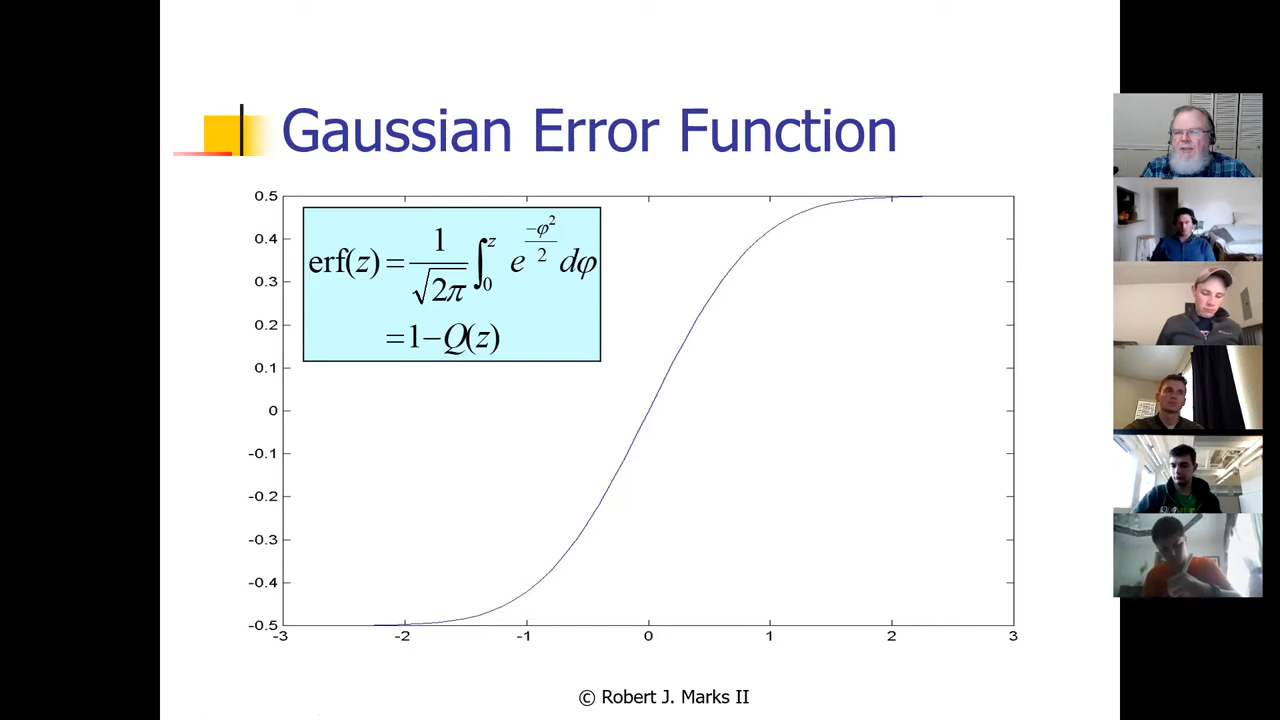 Gaussian Error Function
erf(z) = 1/√2π ∫₀ᶻ e^(−φ²/2) dφ
=1−Q(z)
0.5
0.4
0.3
0.2
0.1
0
-0.1
-0.2
-0.3
-0.4
-0.5
-3 -2 -1 0 1 2 3
© Robert J. Marks II